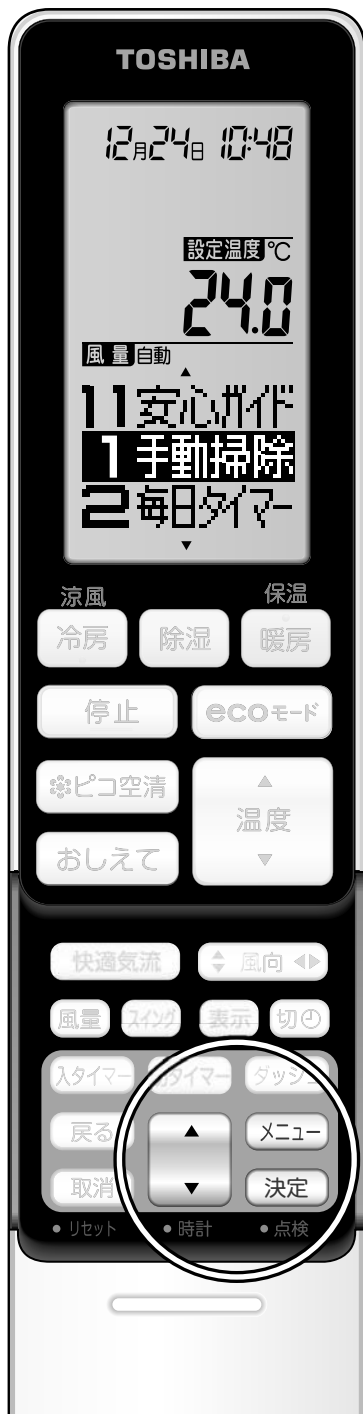 TOSHIBA
12月24日 10:48
設定温度 ℃
24.0
風量 自動
▲
11 安心ガイド
1 手動掃除
2 毎日タイマー
▼
涼風 保温
冷房 除湿 暖房
停止 ecoモード
ピコ空清 ▲
温度
おしえて ▼
快適気流 風向
風量 スイング 表示 切
入タイマー 切タイマー ダッシュ
戻る ▲ メニュー
取消 ▼ 決定
• リセット • 時計 • 点検